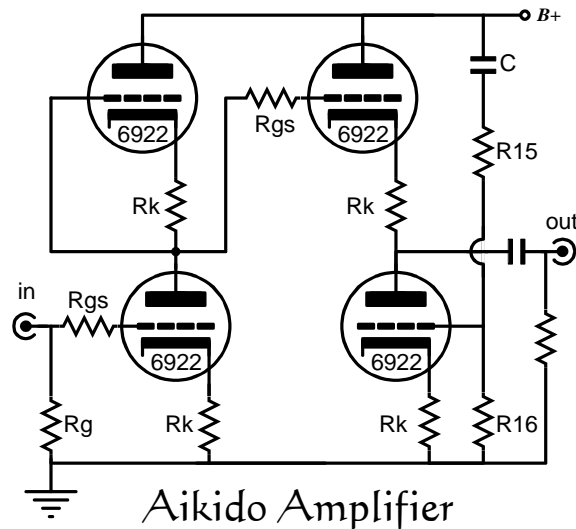 B+
C
6922
6922
Rgs
R15
Rk
Rk
out
in
Rgs
6922
6922
Rg
Rk
Rk
R16
Aikido Amplifier